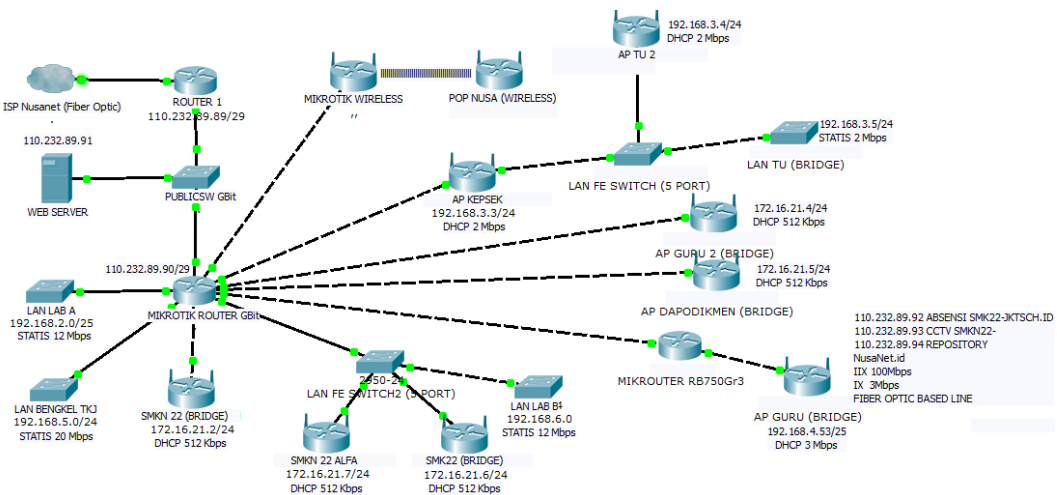 192.168.3.4/24
DHCP 2 Mbps
AP TU 2
ISP Nusanet (Fiber Optic)
ROUTER 1
110.232.89.89/29
MIKROTIK WIRELESS
,,
POP NUSA (WIRELESS)
110.232.89.91
WEB SERVER
PUBLICSW GBit
192.168.3.5/24
STATIS 2 Mbps
LAN TU (BRIDGE)
LAN FE SWITCH (5 PORT)
AP KEPSEK
192.168.3.3/24
DHCP 2 Mbps
172.16.21.4/24
DHCP 512 Kbps
AP GURU 2 (BRIDGE)
110.232.89.90/29
MIKROTIK ROUTER GBit
172.16.21.5/24
DHCP 512 Kbps
AP DAPODIKMEN (BRIDGE)
LAN LAB A
192.168.2.0/25
STATIS 12 Mbps
110.232.89.92 ABSENSI SMK22-JKTSCH.ID
110.232.89.93 CCTV SMKN22-
110.232.89.94 REPOSITORY
NusaNet.id
IIX 100Mbps
IX 3Mbps
FIBER OPTIC BASED LINE
MIKROUTER RB750Gr3
AP GURU (BRIDGE)
192.168.4.53/25
DHCP 3 Mbps
LAN BENGKEL TKJ
192.168.5.0/24
STATIS 20 Mbps
SMKN 22 (BRIDGE)
172.16.21.2/24
DHCP 512 Kbps
2950-24
LAN FE SWITCH2 (5 PORT)
LAN LAB B
192.168.6.0
STATIS 12 Mbps
SMKN 22 ALFA
172.16.21.7/24
DHCP 512 Kbps
SMK22 (BRIDGE)
172.16.21.6/24
DHCP 512 Kbps